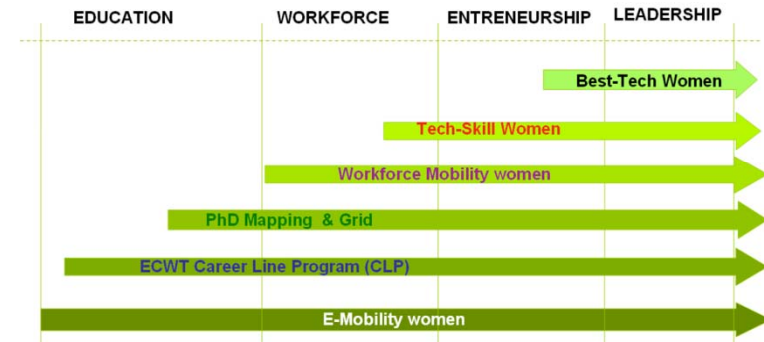 EDUCATION WORKFORCE ENTRENEURSHIP LEADERSHIP
Best-Tech Women
Tech-Skill Women
Workforce Mobility women
PhD Mapping & Grid
ECWT Career Line Program (CLP)
E-Mobility women